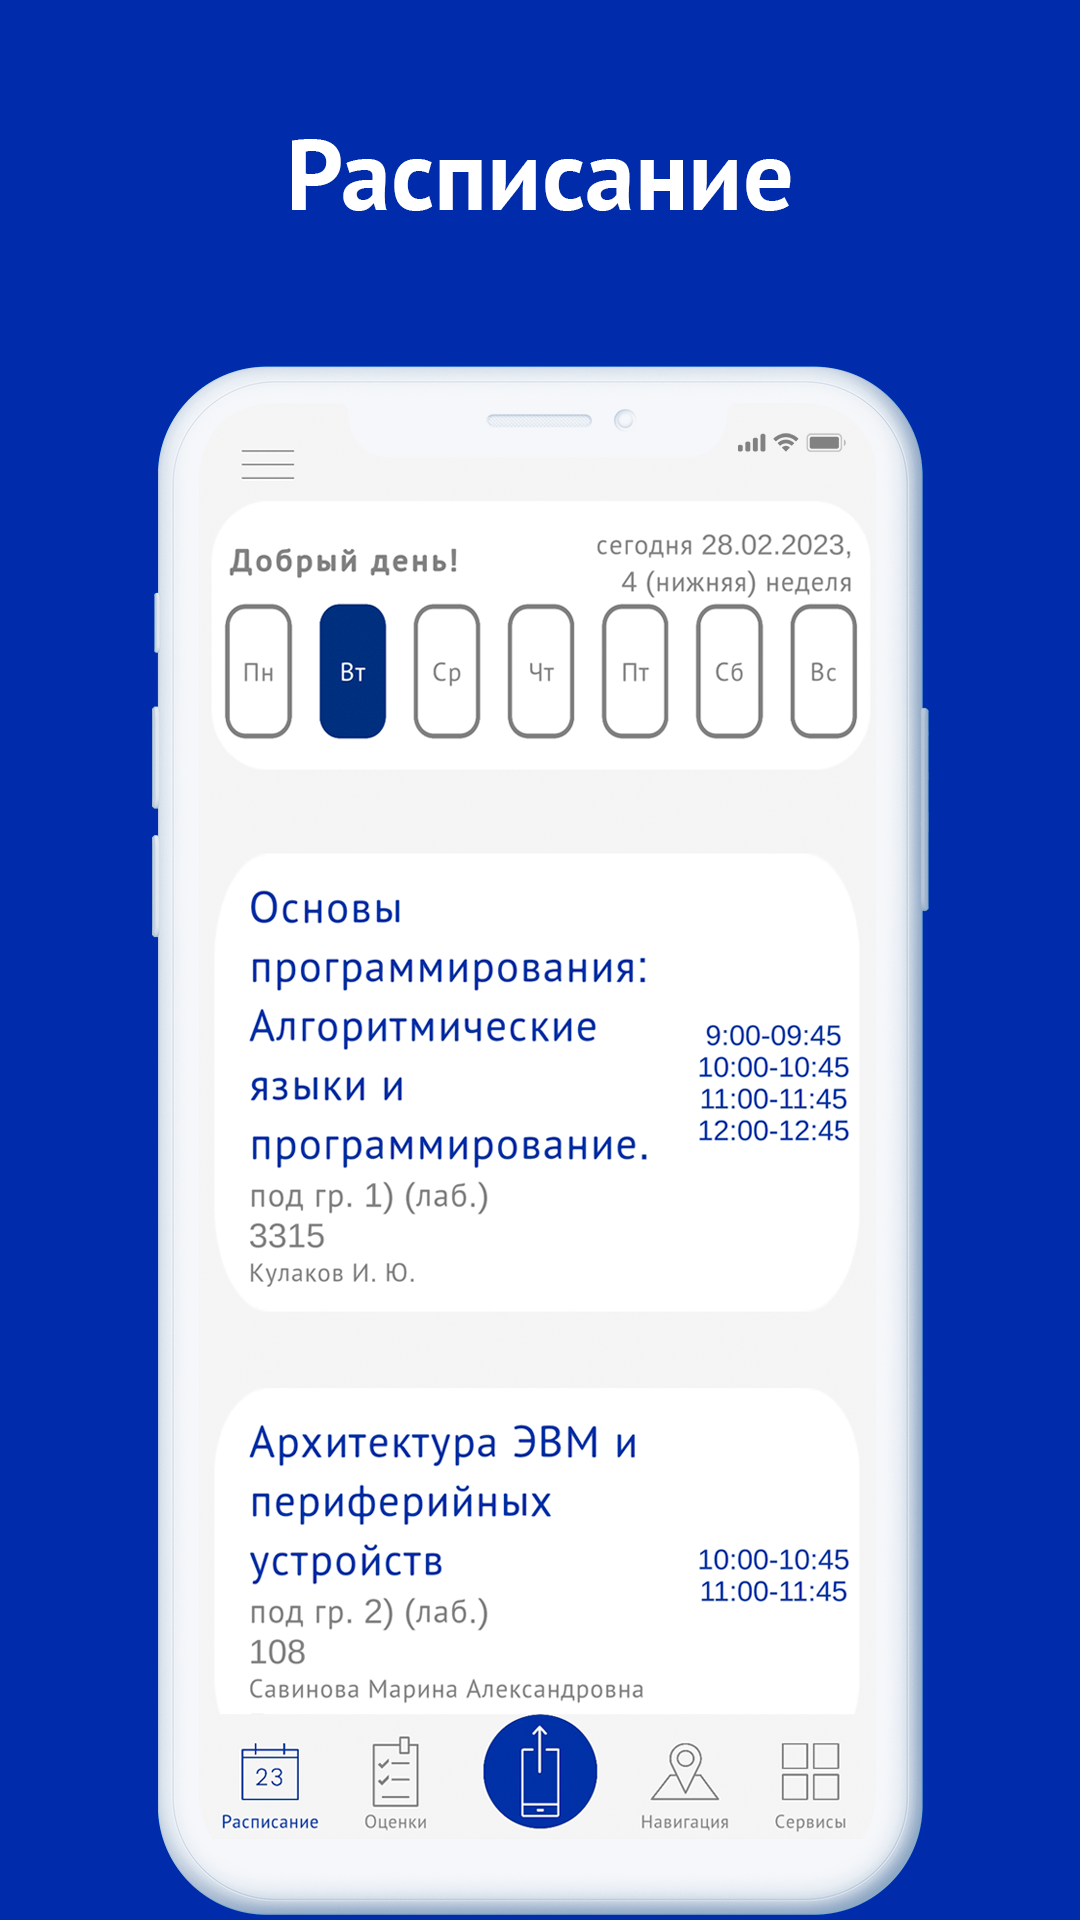 Расписание
Добрый день!
сегодня 28.02.2023,
4 (нижняя) неделя
Пн
Вт
Ср
Чт
Пт
Сб
Вс
Основы
программирования:
Алгоритмические
языки и
программирование.
под гр. 1) (лаб.)
3315
Кулаков И. Ю.
9:00-09:45
10:00-10:45
11:00-11:45
12:00-12:45
Архитектура ЭВМ и
периферийных
устройств
под гр. 2) (лаб.)
108
Савинова Марина Александровна
10:00-10:45
11:00-11:45
23
Расписание
Оценки
Навигация
Сервисы